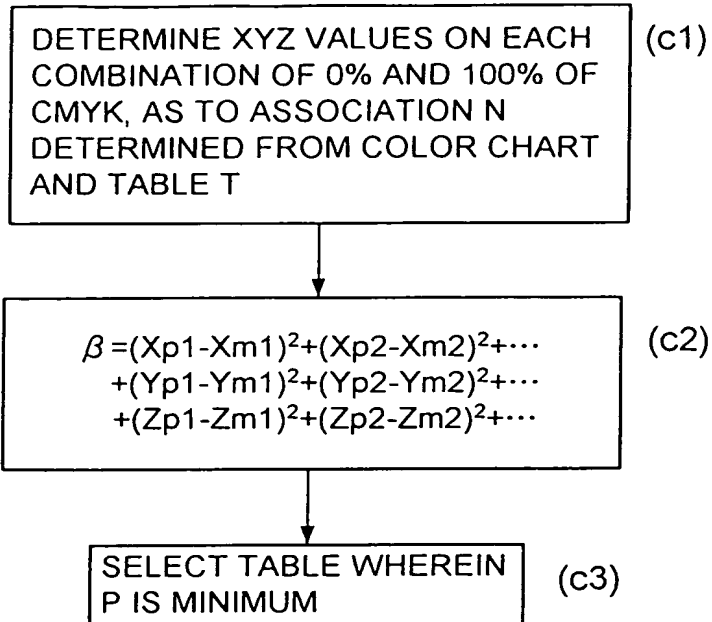 DETERMINE XYZ VALUES ON EACH
COMBINATION OF 0% AND 100% OF
CMYK, AS TO ASSOCIATION N
DETERMINED FROM COLOR CHART
AND TABLE T
(c1)
β=(Xp1-Xm1)²+(Xp2-Xm2)²+⋯
+(Yp1-Ym1)²+(Yp2-Ym2)²+⋯
+(Zp1-Zm1)²+(Zp2-Zm2)²+⋯
(c2)
SELECT TABLE WHEREIN
P IS MINIMUM
(c3)